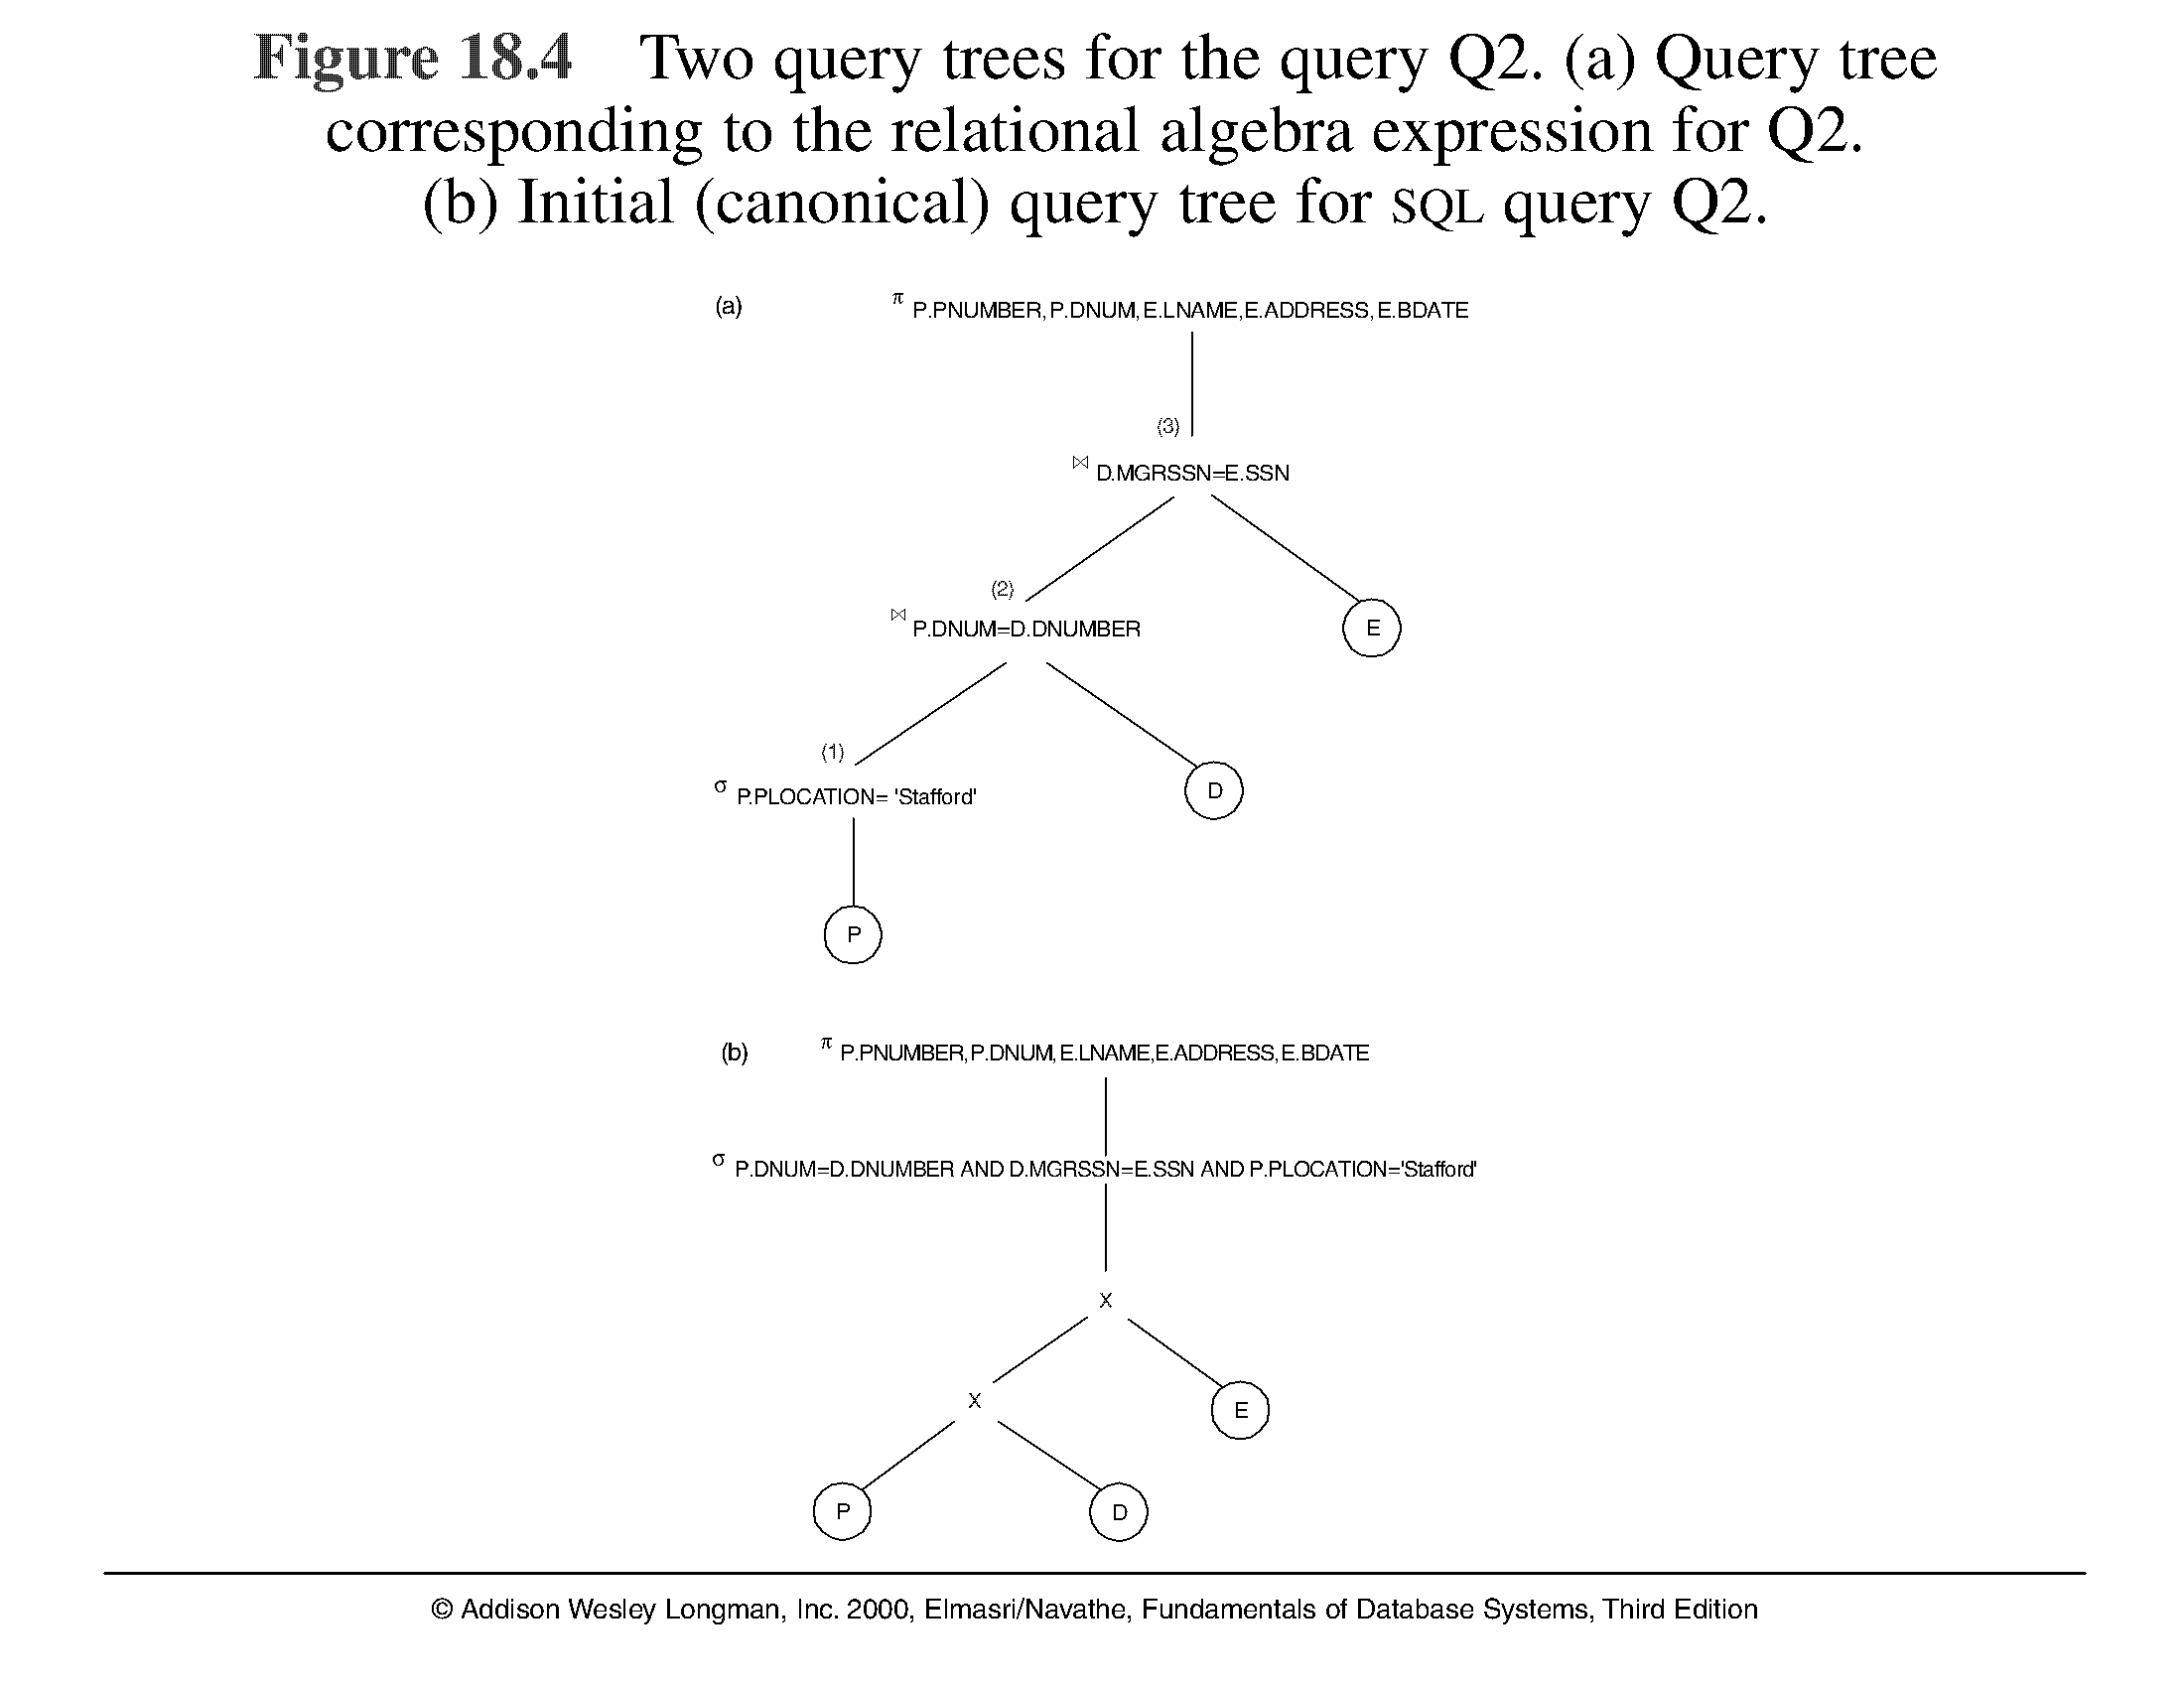 Figure 18.4 Two query trees for the query Q2. (a) Query tree
corresponding to the relational algebra expression for Q2.
(b) Initial (canonical) query tree for SQL query Q2.
(a) π P.PNUMBER, P.DNUM, E.LNAME, E.ADDRESS, E.BDATE
(3)
⋈ D.MGRSSN=E.SSN
(2)
⋈ P.DNUM=D.DNUMBER
E
(1)
σ P.PLOCATION= 'Stafford'
D
P
(b) π P.PNUMBER, P.DNUM, E.LNAME, E.ADDRESS, E.BDATE
σ P.DNUM=D.DNUMBER AND D.MGRSSN=E.SSN AND P.PLOCATION='Stafford'
X
X
E
P
D
© Addison Wesley Longman, Inc. 2000, Elmasri/Navathe, Fundamentals of Database Systems, Third Edition